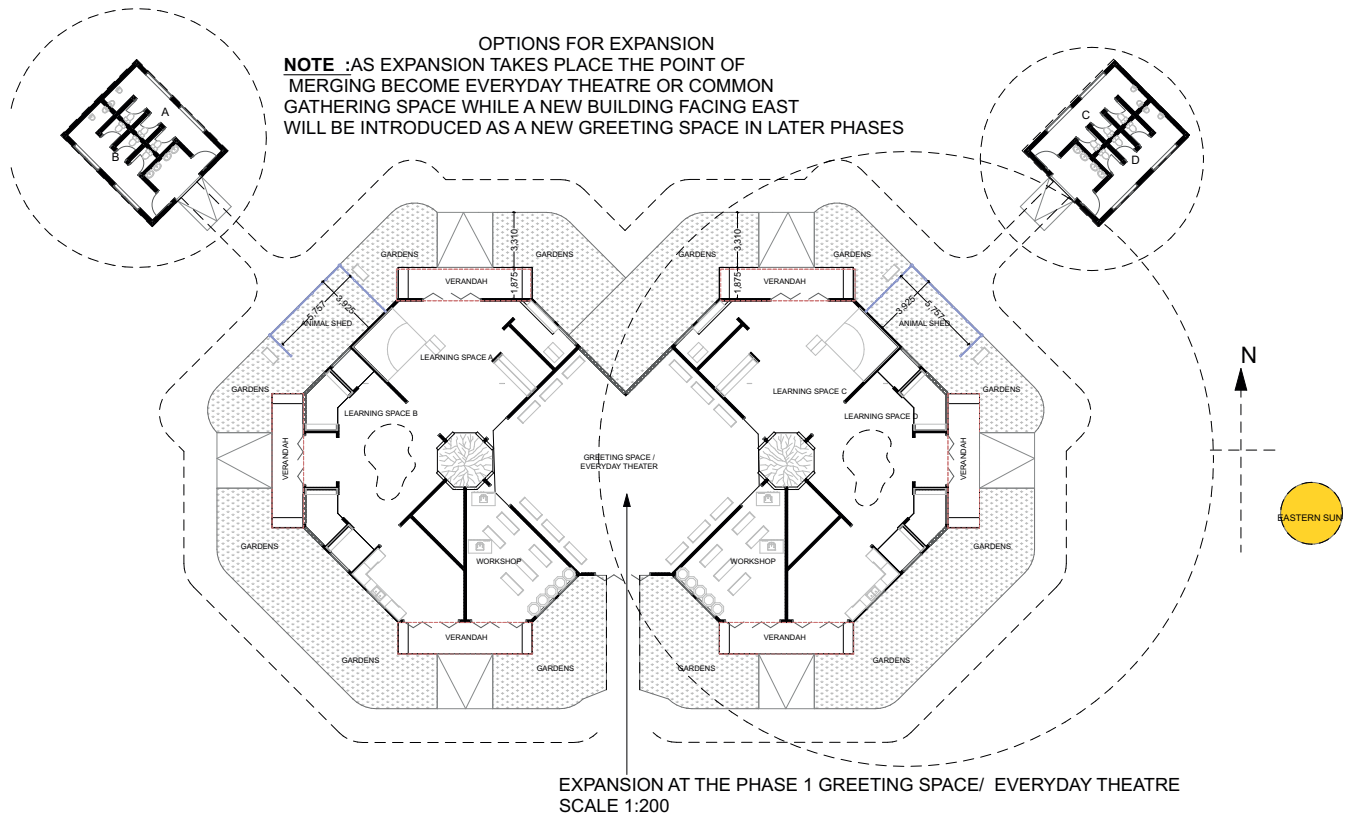 OPTIONS FOR EXPANSION
NOTE :AS EXPANSION TAKES PLACE THE POINT OF
MERGING BECOME EVERYDAY THEATRE OR COMMON
GATHERING SPACE WHILE A NEW BUILDING FACING EAST
WILL BE INTRODUCED AS A NEW GREETING SPACE IN LATER PHASES
A
B
C
D
GARDENS
3,310
GARDENS
GARDENS
3,310
GARDENS
VERANDAH
1,875
VERANDAH
1,875
5,757
3,925
ANIMAL SHED
3,925
5,757
ANIMAL SHED
LEARNING SPACE A
N
GARDENS
LEARNING SPACE C
GARDENS
LEARNING SPACE B
LEARNING SPACE D
VERANDAH
GREETING SPACE /
EVERYDAY THEATER
VERANDAH
EASTERN SUN
GARDENS
WORKSHOP
WORKSHOP
GARDENS
VERANDAH
VERANDAH
GARDENS
GARDENS
GARDENS
GARDENS
EXPANSION AT THE PHASE 1 GREETING SPACE/ EVERYDAY THEATRE
SCALE 1:200